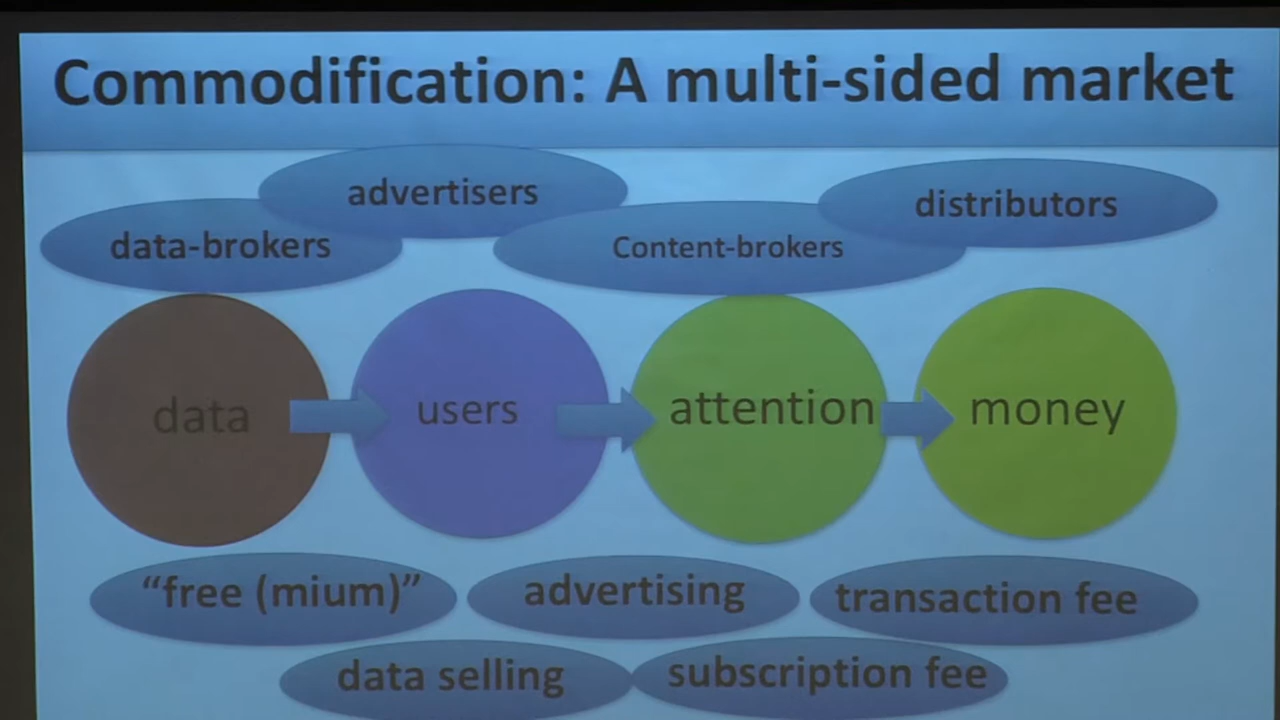 Commodification: A multi-sided market
advertisers
distributors
data-brokers
Content-brokers
data
users
attention
money
“free (mium)”
advertising
transaction fee
data selling
subscription fee